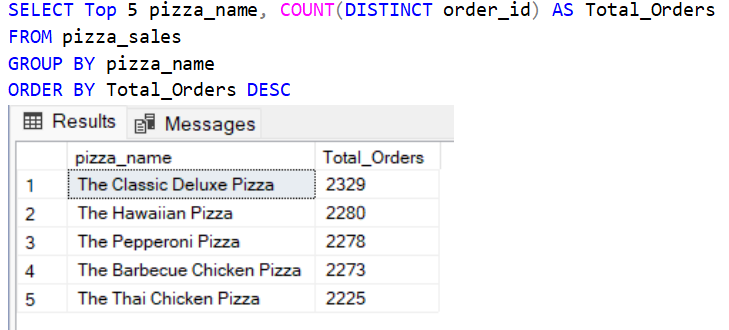 SELECT Top 5 pizza_name, COUNT(DISTINCT order_id) AS Total_Orders
FROM pizza_sales
GROUP BY pizza_name
ORDER BY Total_Orders DESC
Results Messages
pizza_name Total_Orders
1 The Classic Deluxe Pizza 2329
2 The Hawaiian Pizza 2280
3 The Pepperoni Pizza 2278
4 The Barbecue Chicken Pizza 2273
5 The Thai Chicken Pizza 2225